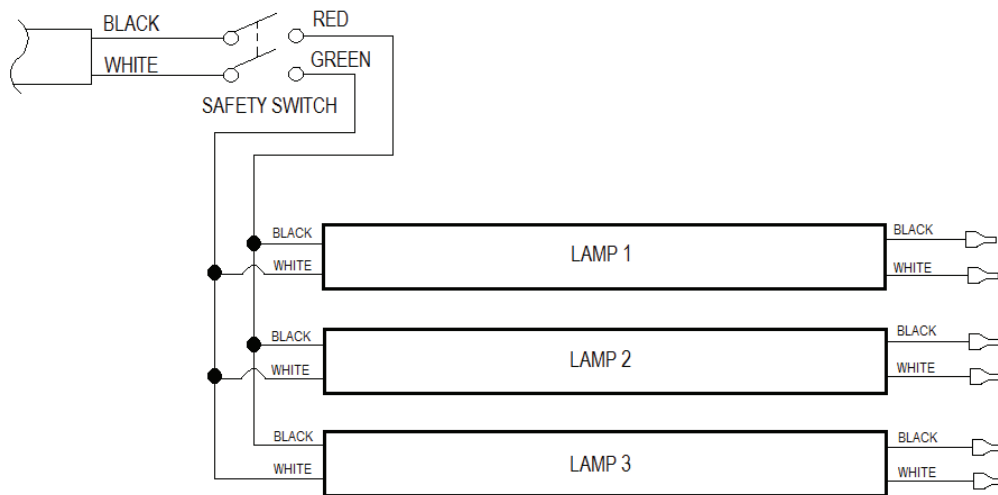 BLACK
RED
WHITE
GREEN
SAFETY SWITCH
BLACK
LAMP 1
BLACK
WHITE
WHITE
BLACK
LAMP 2
BLACK
WHITE
WHITE
BLACK
LAMP 3
BLACK
WHITE
WHITE